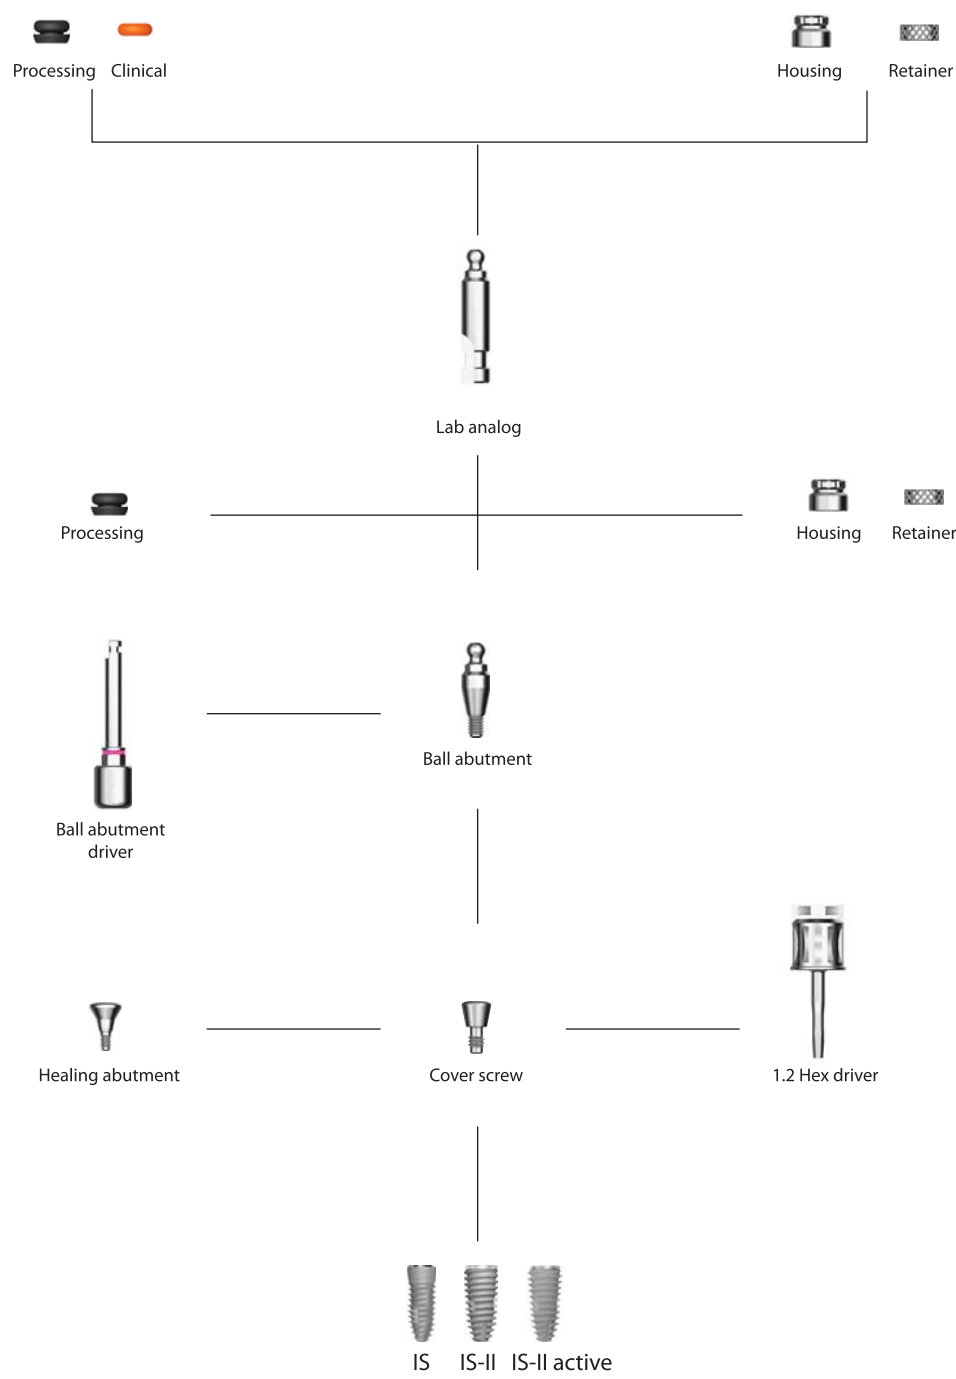 Processing Clinical Housing Retainer
Lab analog
Processing Housing Retainer
Ball abutment
Ball abutment
driver
Healing abutment Cover screw 1.2 Hex driver
IS IS-II IS-II active